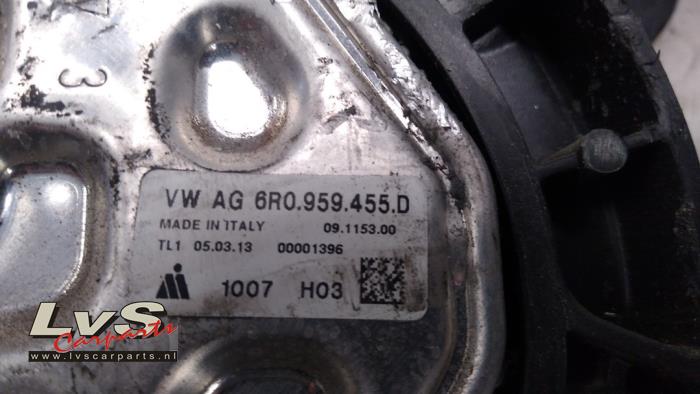 3
VW AG 6R0.959.455.D
MADE IN ITALY 09.1153.00
TL1 05.03.13 00001396
1007 H03
LvS
Carparts
www.lvscarparts.nl